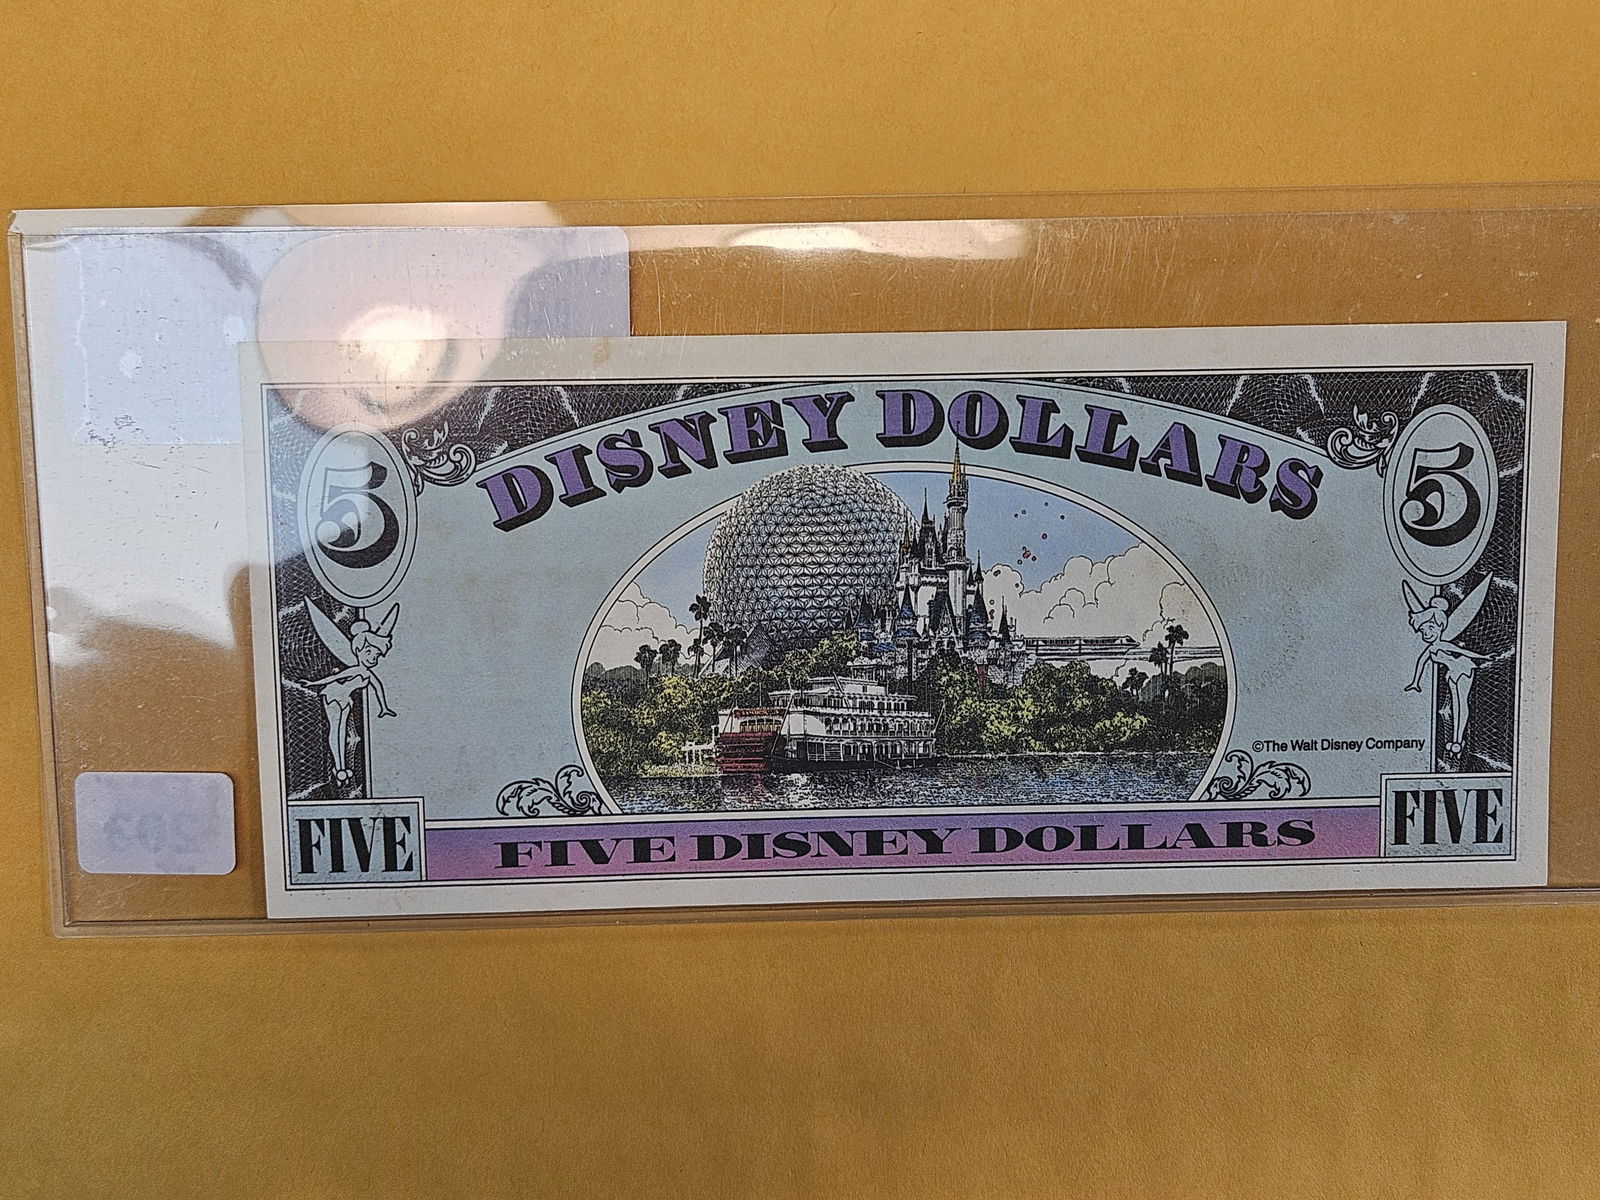 DISNEY DOLLARS
5
5
©The Walt Disney Company
FIVE
FIVE DISNEY DOLLARS
FIVE